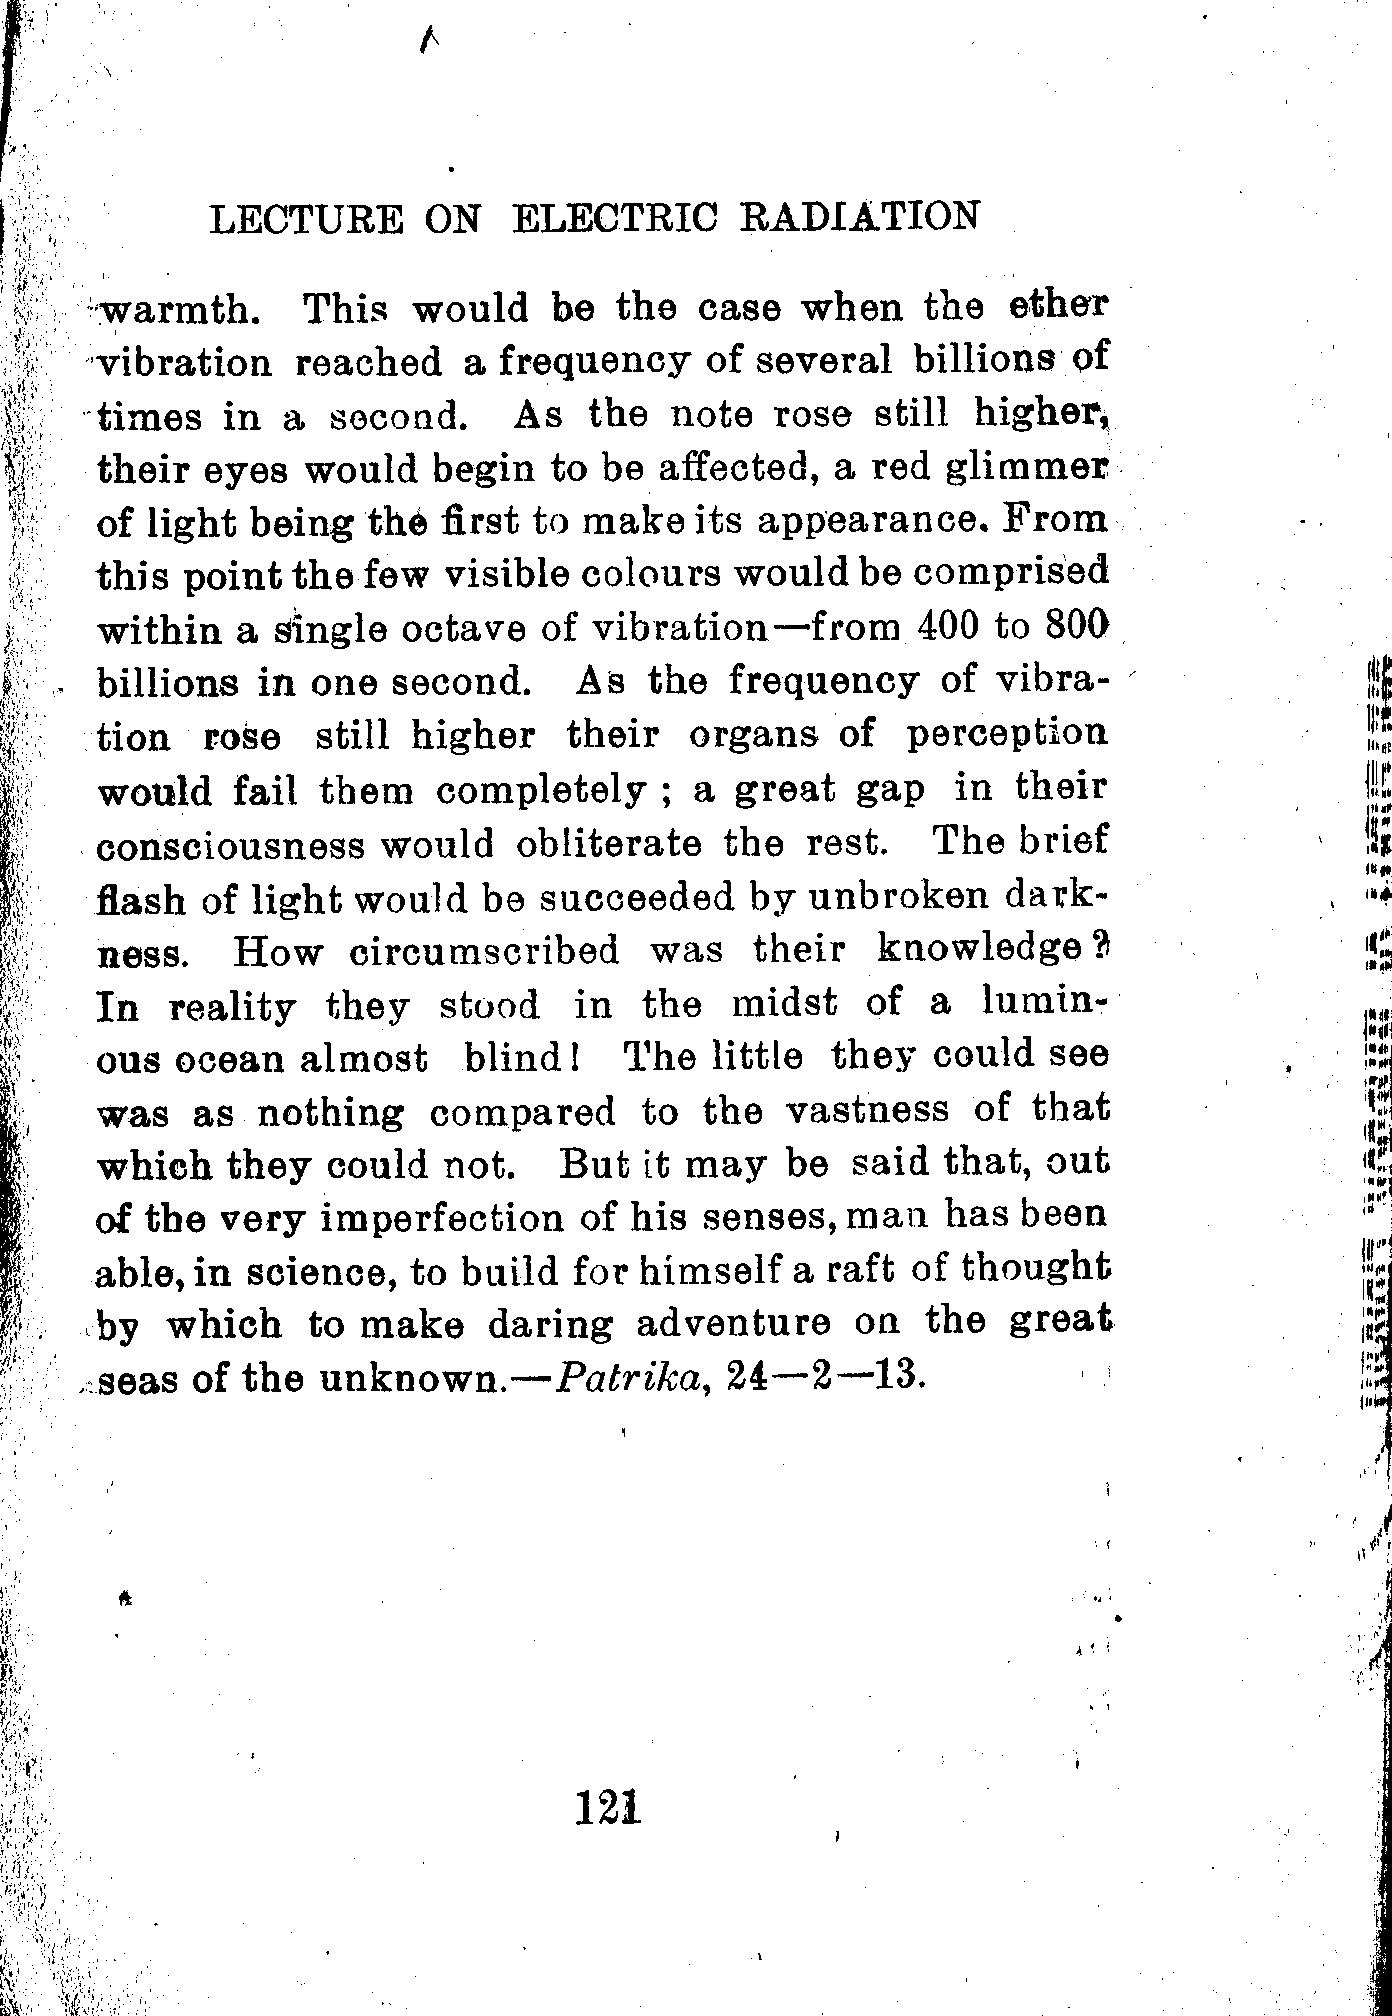 LECTURE ON ELECTRIC RADIATION
warmth. This would be the case when the ether
vibration reached a frequency of several billions of
times in a second. As the note rose still higher,
their eyes would begin to be affected, a red glimmer
of light being the first to make its appearance. From
this point the few visible colours would be comprised
within a single octave of vibration—from 400 to 800
billions in one second. As the frequency of vibra-
tion rose still higher their organs of perception
would fail them completely ; a great gap in their
consciousness would obliterate the rest. The brief
flash of light would be succeeded by unbroken dark-
ness. How circumscribed was their knowledge?
In reality they stood in the midst of a lumin-
ous ocean almost blind! The little they could see
was as nothing compared to the vastness of that
which they could not. But it may be said that, out
of the very imperfection of his senses, man has been
able, in science, to build for himself a raft of thought
by which to make daring adventure on the great
seas of the unknown.—Patrika, 24—2—13.
121